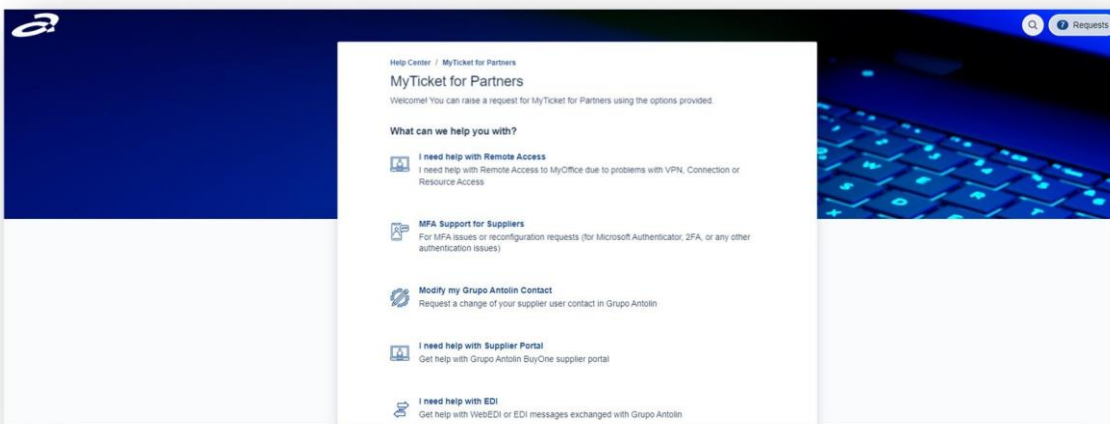 7 Requests
Help Center / MyTicket for Partners
MyTicket for Partners
Welcome! You can raise a request for MyTicket for Partners using the options provided.
What can we help you with?
I need help with Remote Access
I need help with Remote Access to MyOffice due to problems with VPN, Connection or
Resource Access
MFA Support for Suppliers
For MFA issues or reconfiguration requests (for Microsoft Authenticator, 2FA, or any other
authentication issues)
Modify my Grupo Antolin Contact
Request a change of your supplier user contact in Grupo Antolin
I need help with Supplier Portal
Get help with Grupo Antolin BuyOne supplier portal
I need help with EDI
Get help with WebEDI or EDI messages exchanged with Grupo Antolin